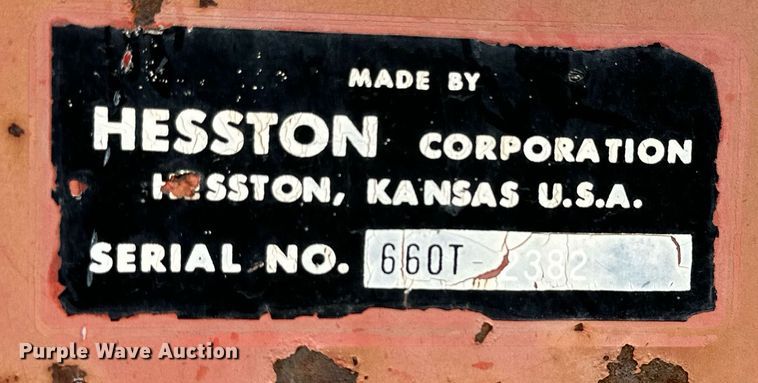 MADE BY
HESSTON CORPORATION
HESSTON, KANSAS U.S.A.
SERIAL NO. 660T-2382
Purple Wave Auction